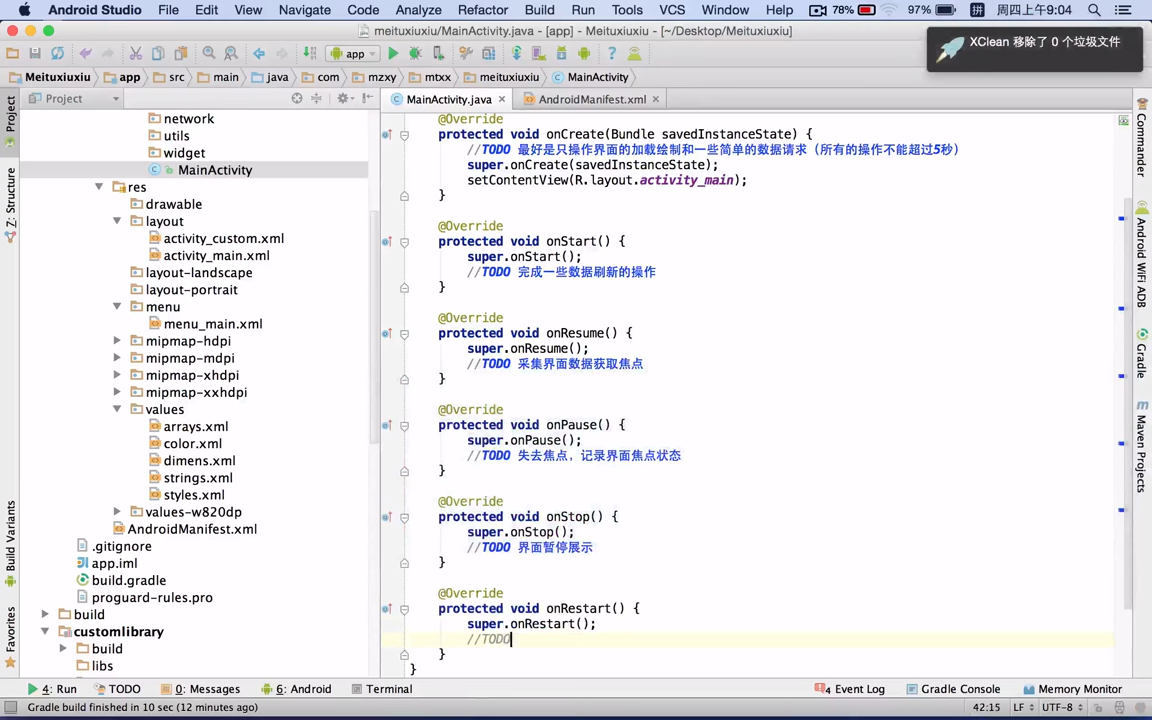 Android Studio File Edit View Navigate Code Analyze Refactor Build Run Tools VCS Window Help 78% 97% 拼 周四上午9:04
meituxiuxiu/MainActivity.java - [app] - Meituxiuxiu - [~/Desktop/Meituxiuxiu]
XClean 移除了 0 个垃圾文件
app
Meituxiuxiu app src main java com mzxy mtxx meituxiuxiu MainActivity
Project
MainActivity.java AndroidManifest.xml
1: Project
Z: Structure
Build Variants
Favorites
network
utils
widget
MainActivity
res
drawable
layout
activity_custom.xml
activity_main.xml
layout-landscape
layout-portrait
menu
menu_main.xml
mipmap-hdpi
mipmap-mdpi
mipmap-xhdpi
mipmap-xxhdpi
values
arrays.xml
color.xml
dimens.xml
strings.xml
styles.xml
values-w820dp
AndroidManifest.xml
.gitignore
app.iml
build.gradle
proguard-rules.pro
build
customlibrary
build
libs
@Override
protected void onCreate(Bundle savedInstanceState) {
//TODO 最好是只操作界面的加载绘制和一些简单的数据请求（所有的操作不能超过5秒）
super.onCreate(savedInstanceState);
setContentView(R.layout.activity_main);
}
@Override
protected void onStart() {
super.onStart();
//TODO 完成一些数据刷新的操作
}
@Override
protected void onResume() {
super.onResume();
//TODO 采集界面数据获取焦点
}
@Override
protected void onPause() {
super.onPause();
//TODO 失去焦点，记录界面焦点状态
}
@Override
protected void onStop() {
super.onStop();
//TODO 界面暂停展示
}
@Override
protected void onRestart() {
super.onRestart();
//TODO
}
}
Commander
Android WiFi ADB
Gradle
Maven Projects
4: Run TODO 0: Messages 6: Android Terminal 4 Event Log Gradle Console Memory Monitor
Gradle build finished in 10 sec (12 minutes ago) 42:15 LF UTF-8